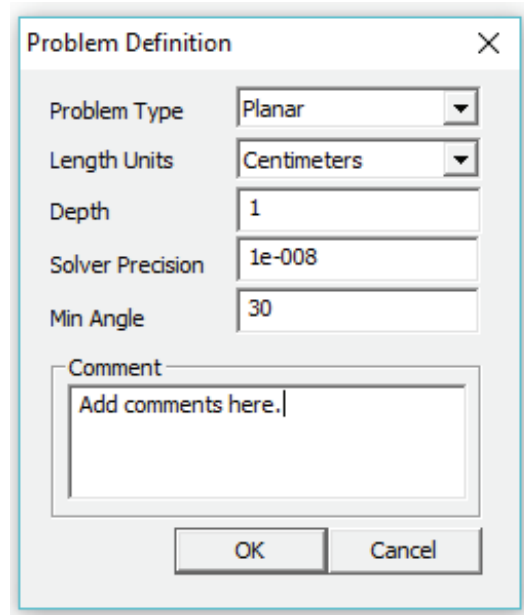 Problem Definition
Problem Type Planar
Length Units Centimeters
Depth 1
Solver Precision 1e-008
Min Angle 30
Comment
Add comments here.
OK Cancel